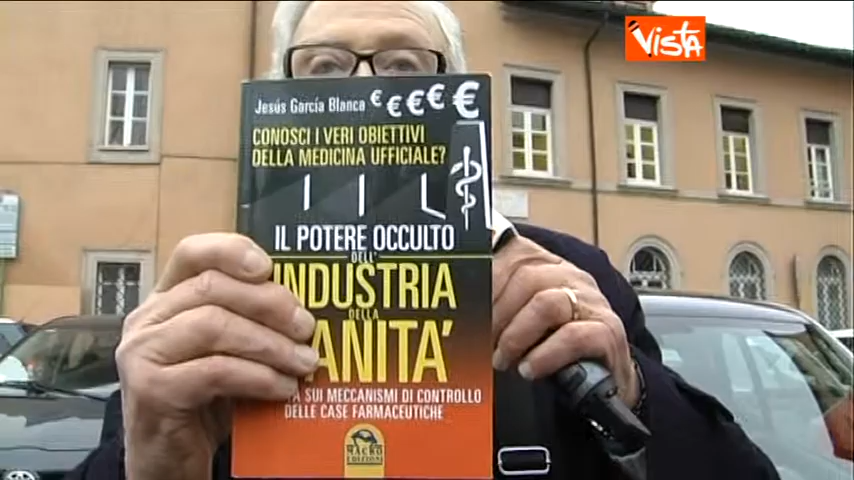 Vista
Jesús García Blanca € € € € €
CONOSCI I VERI OBIETTIVI
DELLA MEDICINA UFFICIALE?
IL POTERE OCCULTO
DELL'
INDUSTRIA
DELLA
ANITA'
SUI MECCANISMI DI CONTROLLO
DELLE CASE FARMACEUTICHE
MACRO
EDIZIONI